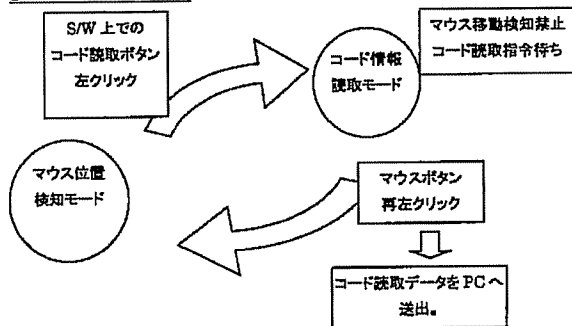 S/W 上での
コード読取ボタン
左クリック
コード情報
読取モード
マウス移動検知禁止
コード読取指令待ち
マウス位置
検知モード
マウスボタン
再左クリック
コード読取データをPCへ
送出。